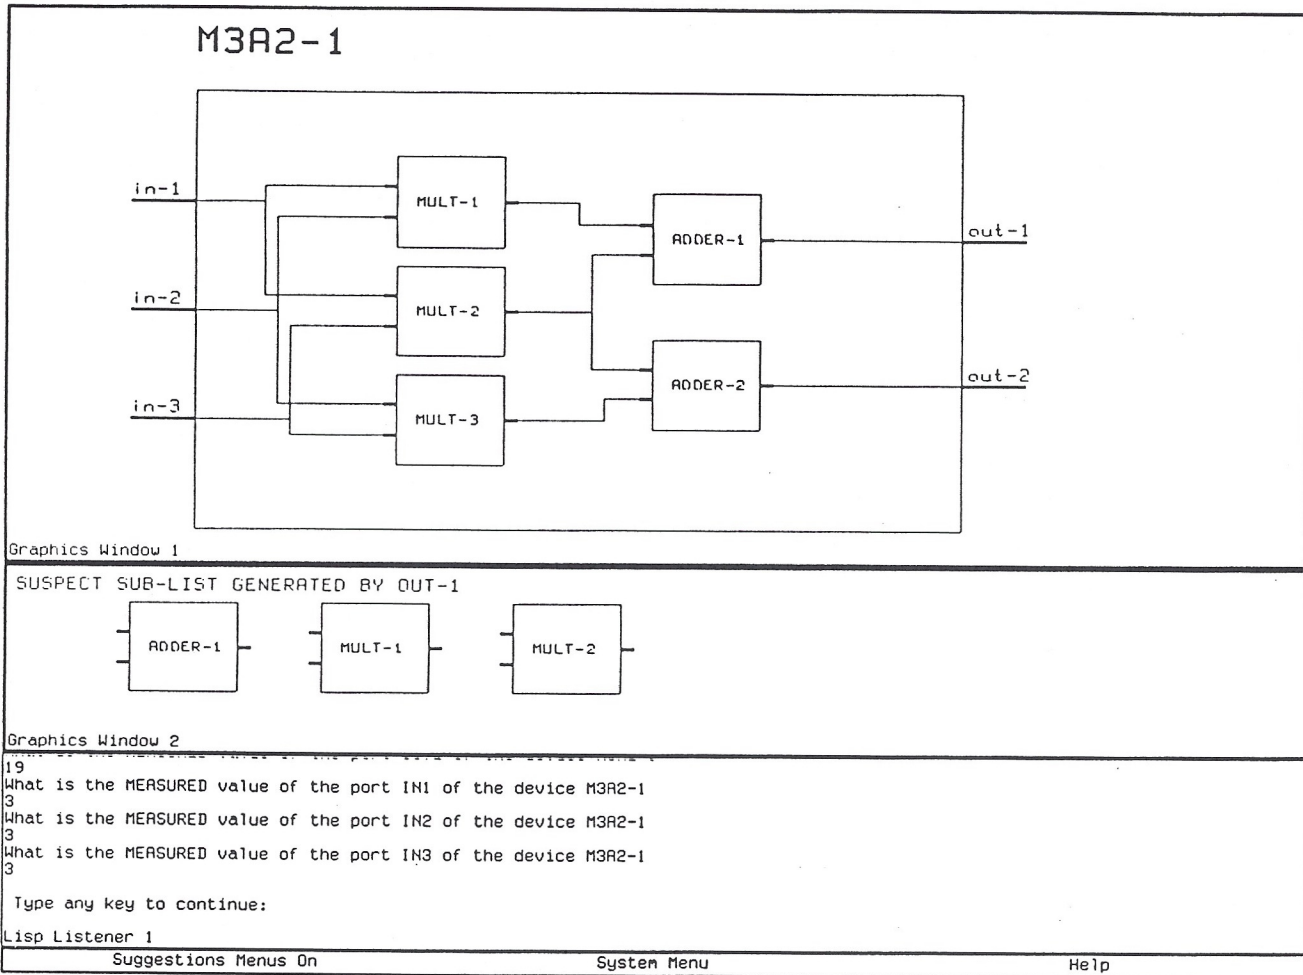 M3A2-1
in-1
MULT-1
ADDER-1
out-1
in-2
MULT-2
ADDER-2
out-2
in-3
MULT-3
Graphics Window 1
SUSPECT SUB-LIST GENERATED BY OUT-1
ADDER-1
MULT-1
MULT-2
Graphics Window 2
19
What is the MEASURED value of the port IN1 of the device M3A2-1
3
What is the MEASURED value of the port IN2 of the device M3A2-1
3
What is the MEASURED value of the port IN3 of the device M3A2-1
3
Type any key to continue:
Lisp Listener 1
Suggestions Menus On System Menu Help